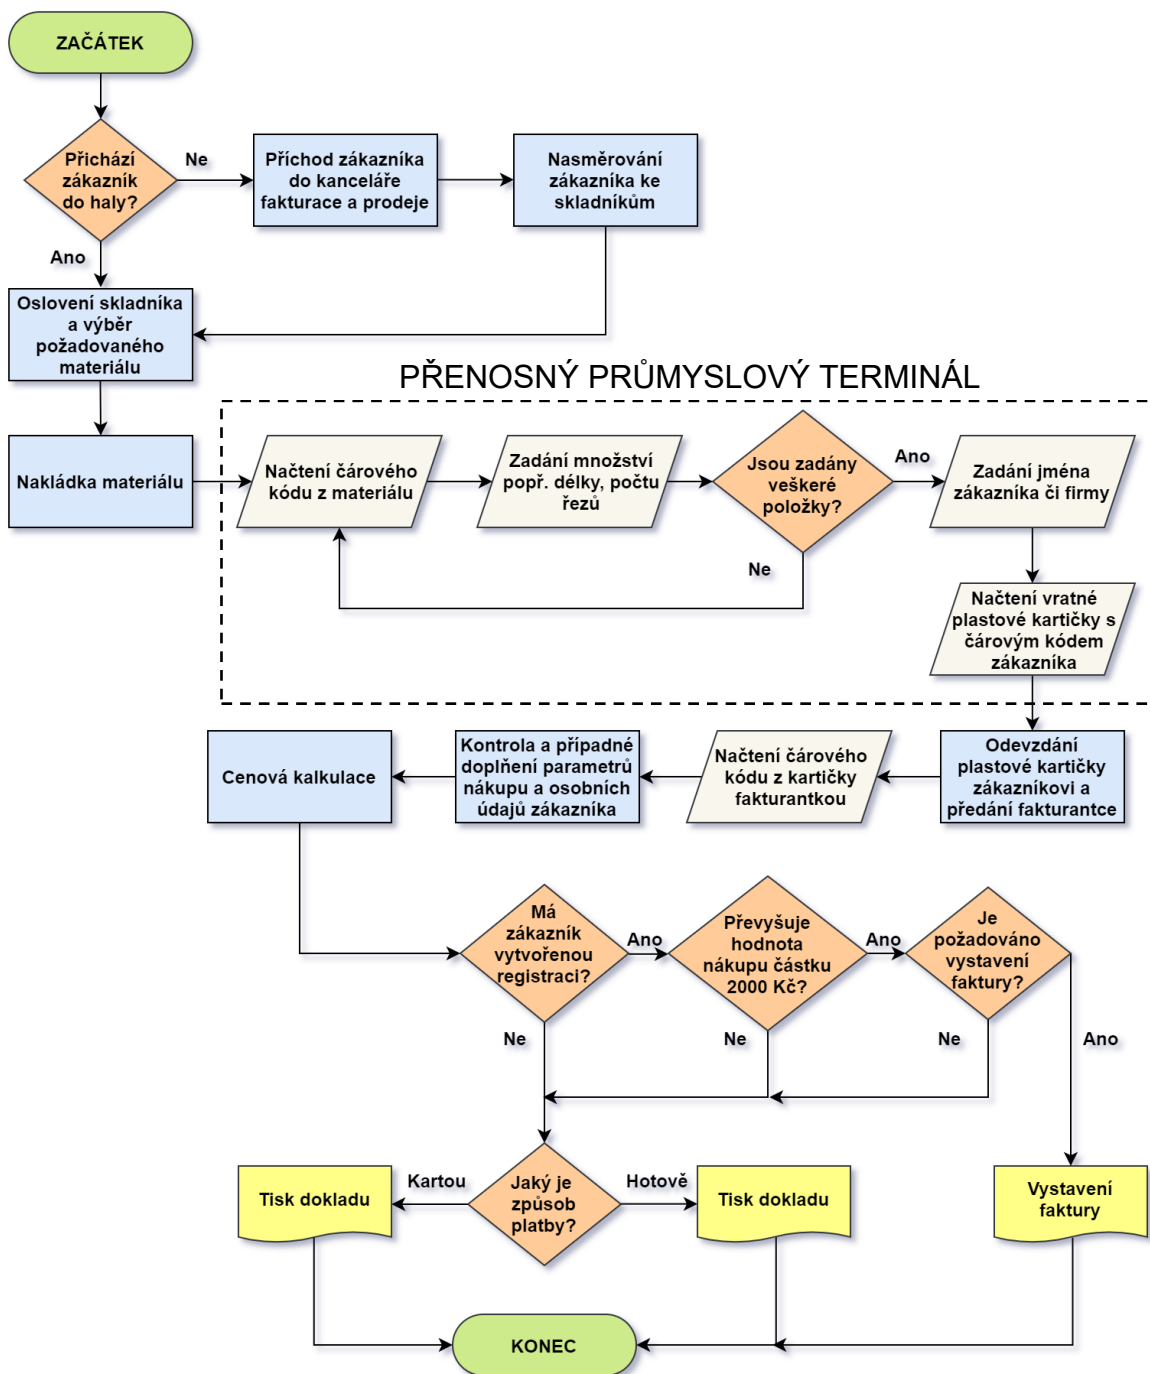 ZAČÁTEK
Přichází
zákazník
do haly?
Ne
Příchod zákazníka
do kanceláře
fakturace a prodeje
Nasměrování
zákazníka ke
skladníkům
Ano
Oslovení skladníka
a výběr
požadovaného
materiálu
PŘENOSNÝ PRŮMYSLOVÝ TERMINÁL
Nakládka materiálu
Načtení čárového
kódu z materiálu
Zadání množství
popř. délky, počtu
řezů
Jsou zadány
veškeré
položky?
Ano
Zadání jména
zákazníka či firmy
Ne
Načtení vratné
plastové kartičky s
čárovým kódem
zákazníka
Odevzdání
plastové kartičky
zákazníkovi a
předání fakturantce
Načtení čárového
kódu z kartičky
fakturantkou
Kontrola a případné
doplňení parametrů
nákupu a osobních
údajů zákazníka
Cenová kalkulace
Má
zákazník
vytvořenou
registraci?
Ano
Převyšuje
hodnota
nákupu částku
2000 Kč?
Ano
Je
požadováno
vystavení
faktury?
Ne
Ne
Ne
Ano
Jaký je
způsob
platby?
Kartou
Hotově
Tisk dokladu
Tisk dokladu
Vystavení
faktury
KONEC